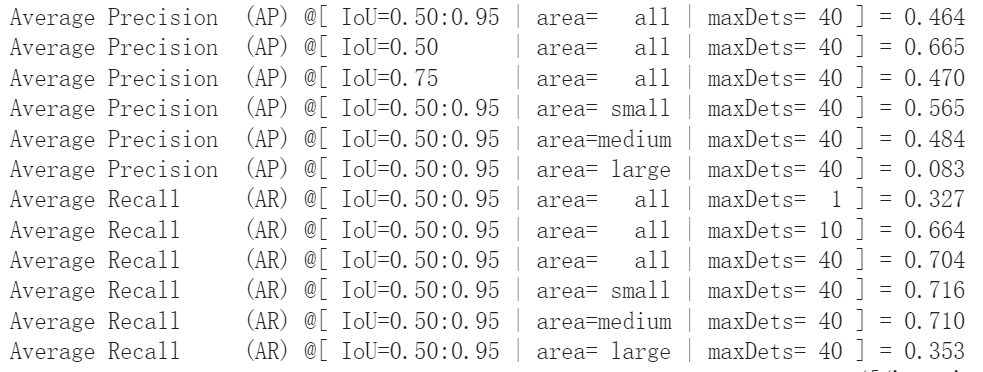 Average Precision  (AP) @[ IoU=0.50:0.95 | area=   all | maxDets= 40 ] = 0.464
Average Precision  (AP) @[ IoU=0.50      | area=   all | maxDets= 40 ] = 0.665
Average Precision  (AP) @[ IoU=0.75      | area=   all | maxDets= 40 ] = 0.470
Average Precision  (AP) @[ IoU=0.50:0.95 | area= small | maxDets= 40 ] = 0.565
Average Precision  (AP) @[ IoU=0.50:0.95 | area=medium | maxDets= 40 ] = 0.484
Average Precision  (AP) @[ IoU=0.50:0.95 | area= large | maxDets= 40 ] = 0.083
Average Recall     (AR) @[ IoU=0.50:0.95 | area=   all | maxDets=  1 ] = 0.327
Average Recall     (AR) @[ IoU=0.50:0.95 | area=   all | maxDets= 10 ] = 0.664
Average Recall     (AR) @[ IoU=0.50:0.95 | area=   all | maxDets= 40 ] = 0.704
Average Recall     (AR) @[ IoU=0.50:0.95 | area= small | maxDets= 40 ] = 0.716
Average Recall     (AR) @[ IoU=0.50:0.95 | area=medium | maxDets= 40 ] = 0.710
Average Recall     (AR) @[ IoU=0.50:0.95 | area= large | maxDets= 40 ] = 0.353